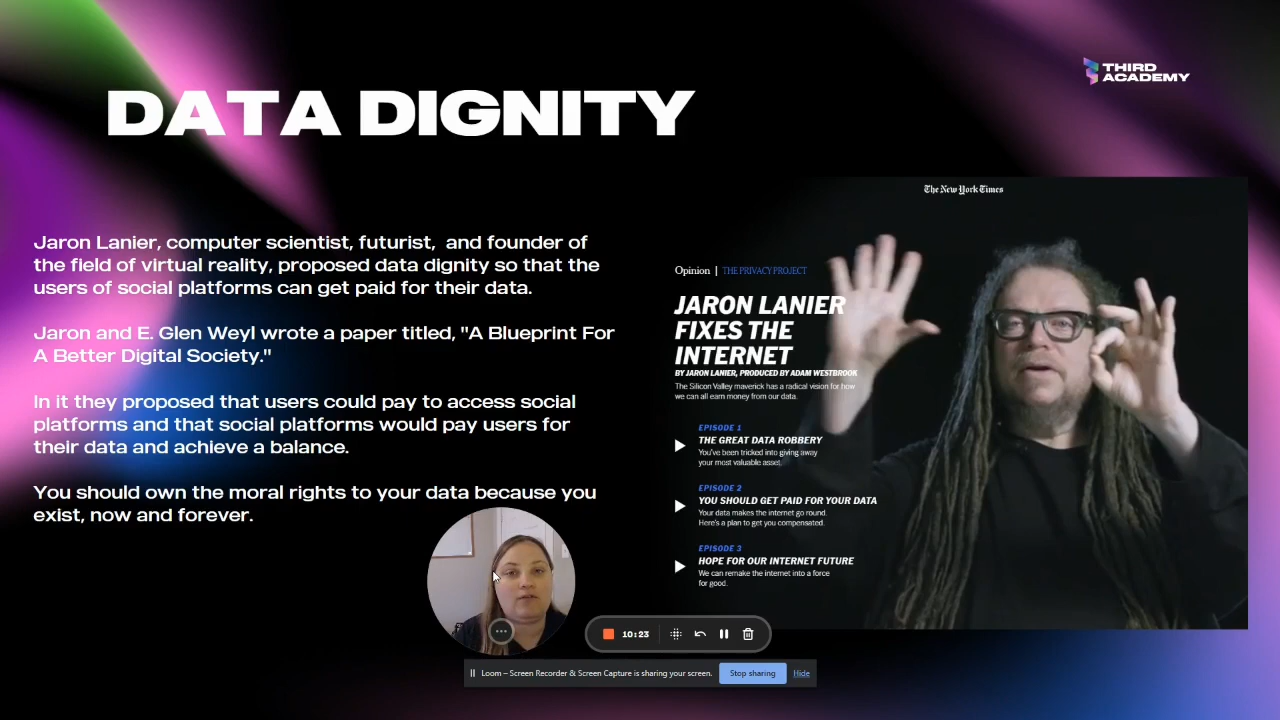 THIRD
ACADEMY
DATA DIGNITY
Jaron Lanier, computer scientist, futurist, and founder of
the field of virtual reality, proposed data dignity so that the
users of social platforms can get paid for their data.
Jaron and E. Glen Weyl wrote a paper titled, "A Blueprint For
A Better Digital Society."
In it they proposed that users could pay to access social
platforms and that social platforms would pay users for
their data and achieve a balance.
You should own the moral rights to your data because you
exist, now and forever.
The New York Times
Opinion | THE PRIVACY PROJECT
JARON LANIER
FIXES THE
INTERNET
BY JARON LANIER, PRODUCED BY ADAM WESTBROOK
The Silicon Valley maverick has a radical vision for how
we can all earn money from our data.
EPISODE 1
THE GREAT DATA ROBBERY
You've been tricked into giving away
your most valuable asset.
EPISODE 2
YOU SHOULD GET PAID FOR YOUR DATA
Your data makes the internet go round.
Here's a plan to get you compensated.
EPISODE 3
HOPE FOR OUR INTERNET FUTURE
We can remake the internet into a force
for good.
10:23
Loom – Screen Recorder & Screen Capture is sharing your screen. Stop sharing Hide